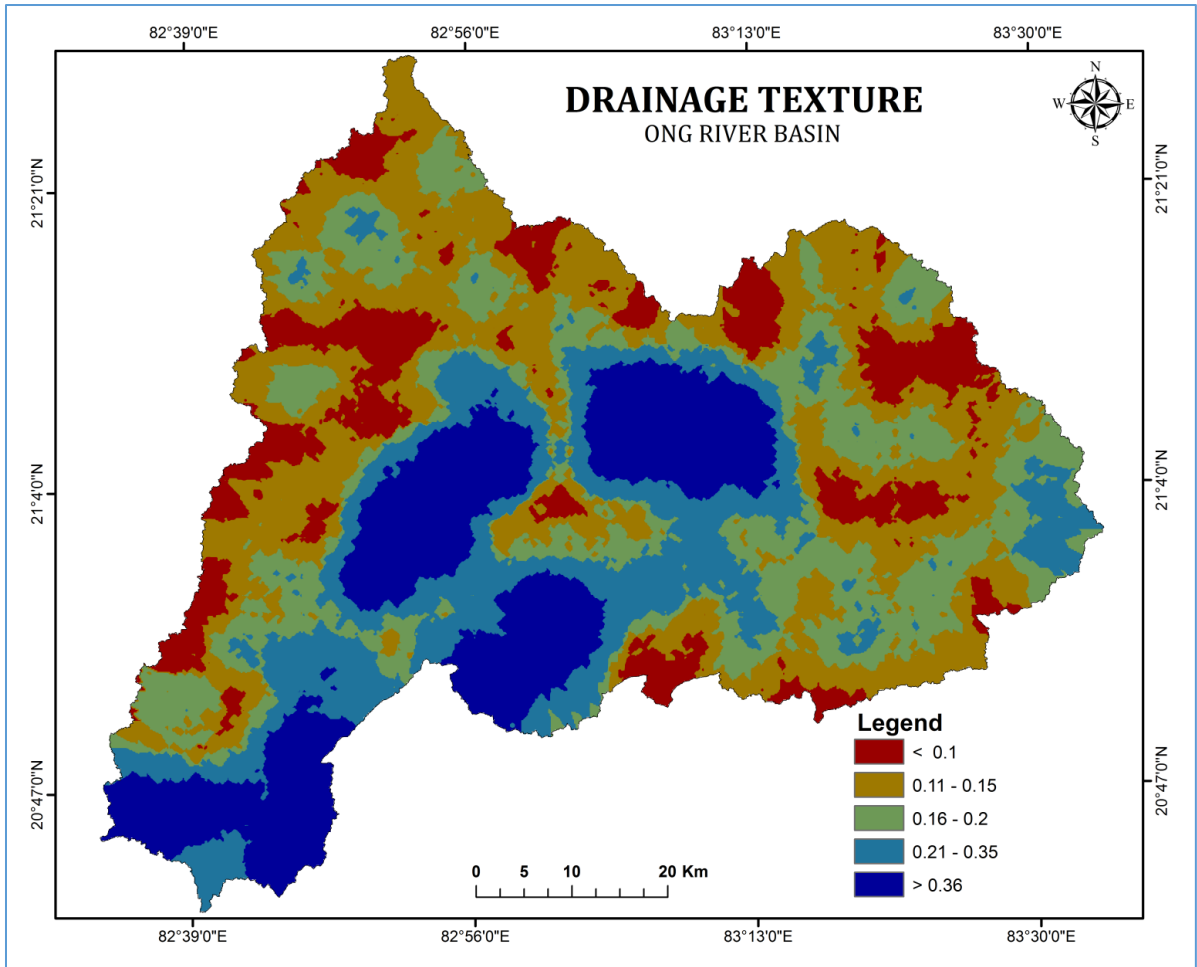 82°39'0"E 82°56'0"E 83°13'0"E 83°30'0"E
DRAINAGE TEXTURE
ONG RIVER BASIN
N
W E
S
21°21'0"N 21°21'0"N
21°4'0"N 21°4'0"N
20°47'0"N 20°47'0"N
Legend
< 0.1
0.11 - 0.15
0.16 - 0.2
0.21 - 0.35
> 0.36
0 5 10 20 Km
82°39'0"E 82°56'0"E 83°13'0"E 83°30'0"E